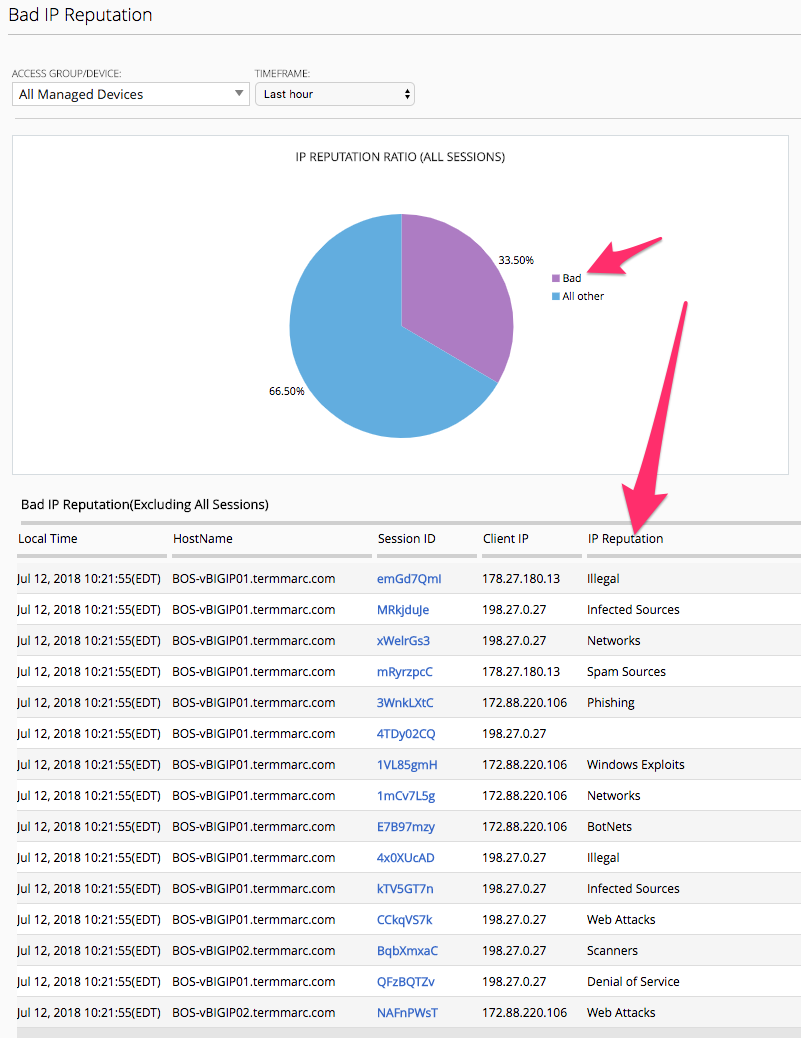 Bad IP Reputation
ACCESS GROUP/DEVICE: TIMEFRAME:
All Managed Devices Last hour
IP REPUTATION RATIO (ALL SESSIONS)
33.50%
Bad
All other
66.50%
Bad IP Reputation(Excluding All Sessions)
Local Time HostName Session ID Client IP IP Reputation
Jul 12, 2018 10:21:55(EDT) BOS-vBIGIP01.termmarc.com emGd7QmI 178.27.180.13 Illegal
Jul 12, 2018 10:21:55(EDT) BOS-vBIGIP01.termmarc.com MRkjduJe 198.27.0.27 Infected Sources
Jul 12, 2018 10:21:55(EDT) BOS-vBIGIP01.termmarc.com xWelrGs3 198.27.0.27 Networks
Jul 12, 2018 10:21:55(EDT) BOS-vBIGIP01.termmarc.com mRyrzpcC 178.27.180.13 Spam Sources
Jul 12, 2018 10:21:55(EDT) BOS-vBIGIP01.termmarc.com 3WnkLXtC 172.88.220.106 Phishing
Jul 12, 2018 10:21:55(EDT) BOS-vBIGIP01.termmarc.com 4TDy02CQ 198.27.0.27
Jul 12, 2018 10:21:55(EDT) BOS-vBIGIP01.termmarc.com 1VL85gmH 172.88.220.106 Windows Exploits
Jul 12, 2018 10:21:55(EDT) BOS-vBIGIP01.termmarc.com 1mCv7L5g 172.88.220.106 Networks
Jul 12, 2018 10:21:55(EDT) BOS-vBIGIP01.termmarc.com E7B97mzy 172.88.220.106 BotNets
Jul 12, 2018 10:21:55(EDT) BOS-vBIGIP01.termmarc.com 4x0XUcAD 198.27.0.27 Illegal
Jul 12, 2018 10:21:55(EDT) BOS-vBIGIP01.termmarc.com kTV5GT7n 198.27.0.27 Infected Sources
Jul 12, 2018 10:21:55(EDT) BOS-vBIGIP01.termmarc.com CCkqVS7k 198.27.0.27 Web Attacks
Jul 12, 2018 10:21:55(EDT) BOS-vBIGIP02.termmarc.com BqbXmxaC 198.27.0.27 Scanners
Jul 12, 2018 10:21:55(EDT) BOS-vBIGIP01.termmarc.com QFzBQTZv 198.27.0.27 Denial of Service
Jul 12, 2018 10:21:55(EDT) BOS-vBIGIP02.termmarc.com NAFnPWsT 172.88.220.106 Web Attacks